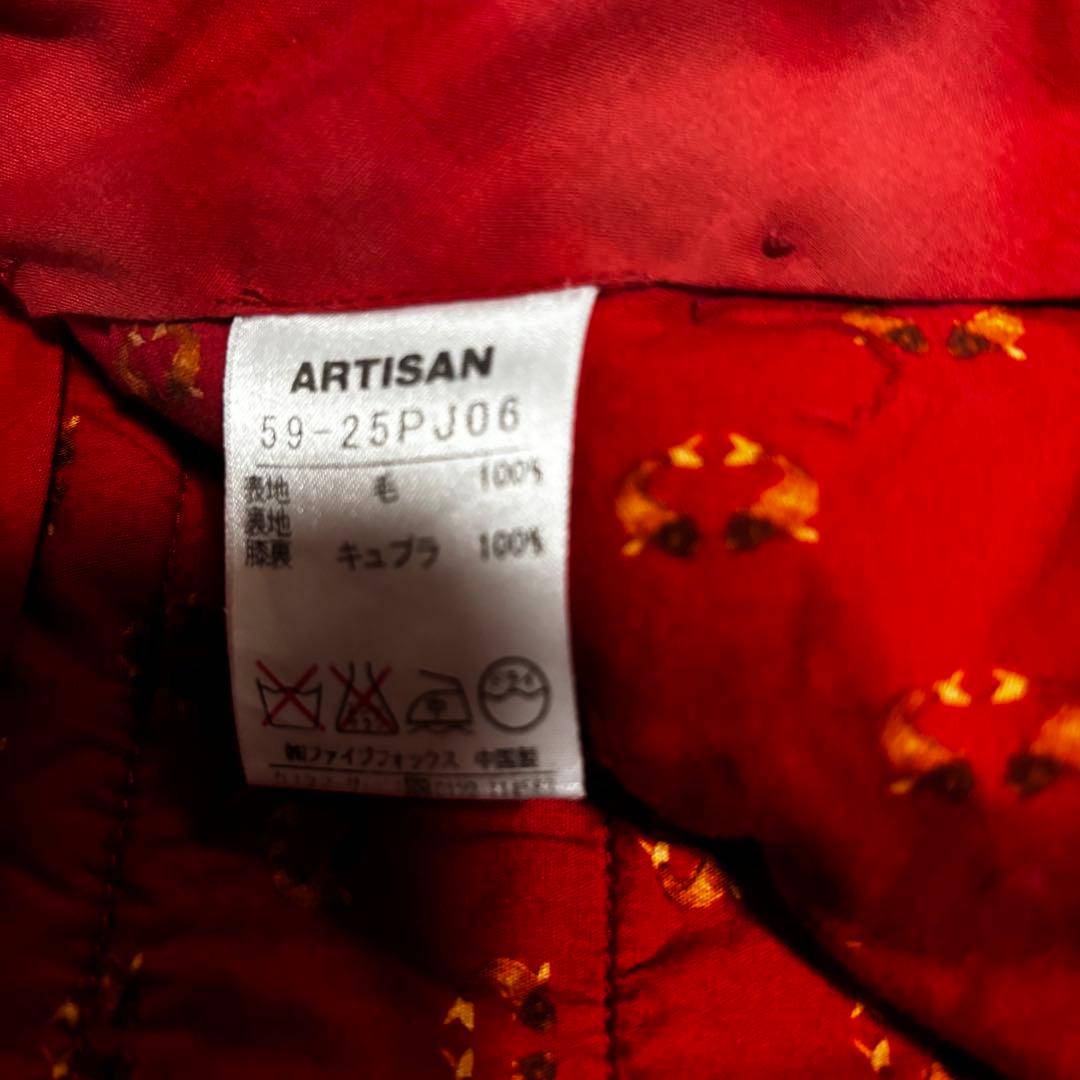 ARTISAN
59-25PJ06
表地 毛 100%
裏地
膝裏 キュプラ 100%
㈱ファイブフォックス 中国製